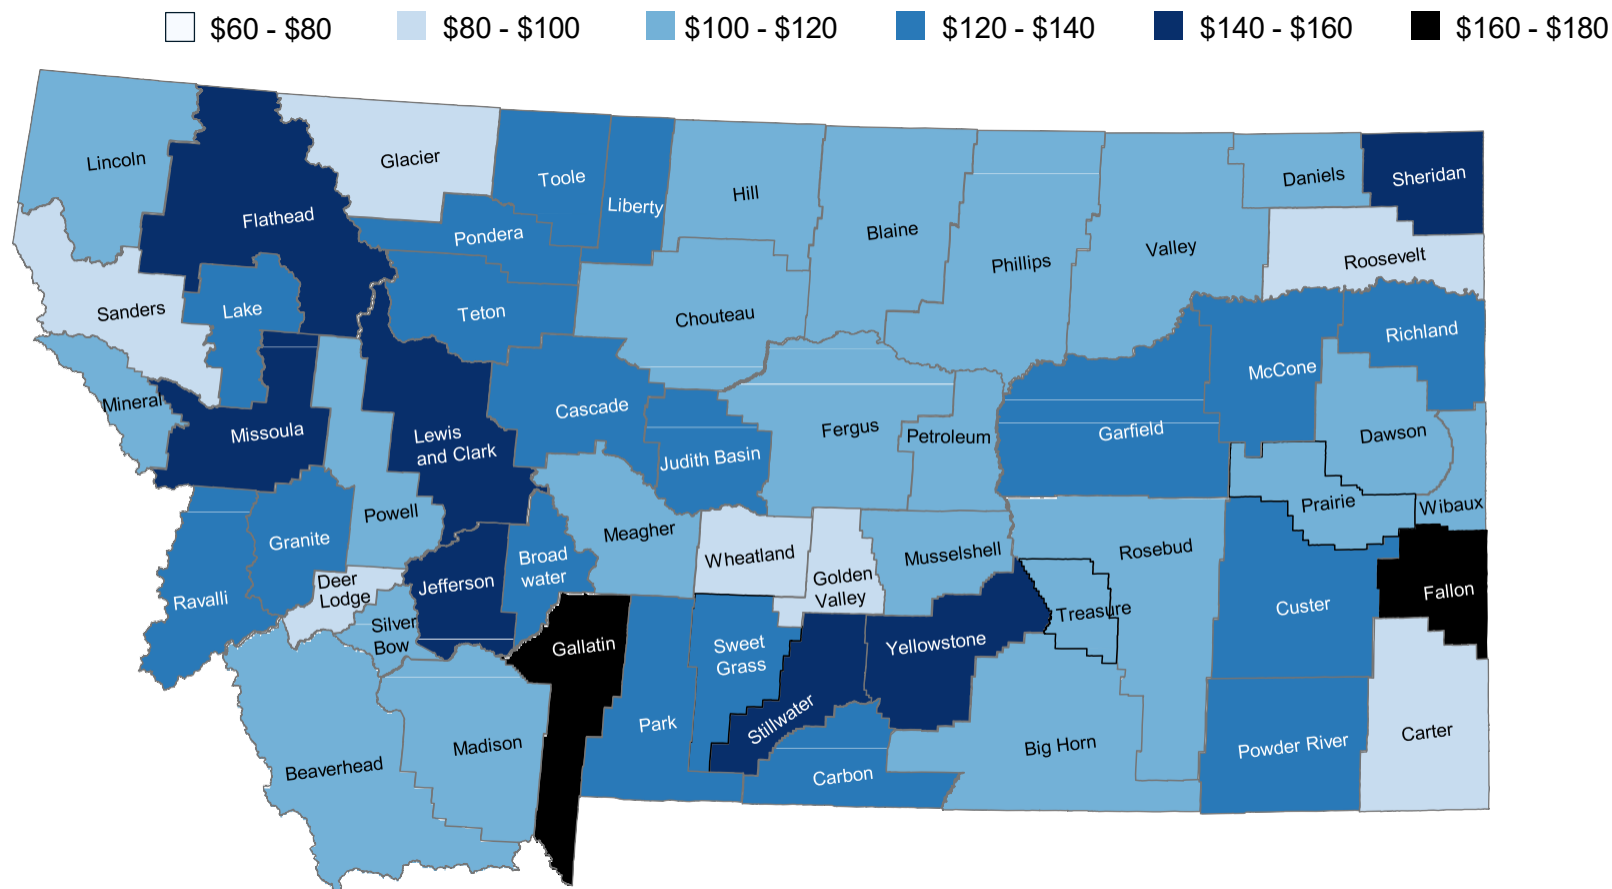 $60 - $80
$80 - $100
$100 - $120
$120 - $140
$140 - $160
$160 - $180
Lincoln
Flathead
Glacier
Toole
Liberty
Hill
Blaine
Phillips
Valley
Daniels
Sheridan
Roosevelt
Pondera
Sanders
Lake
Teton
Chouteau
McCone
Richland
Mineral
Missoula
Lewis
and Clark
Cascade
Judith Basin
Fergus
Petroleum
Garfield
Dawson
Prairie
Wibaux
Powell
Granite
Ravalli
Deer
Lodge
Jefferson
Broad
water
Meagher
Wheatland
Golden
Valley
Musselshell
Rosebud
Treasure
Custer
Fallon
Silver
Bow
Gallatin
Sweet
Grass
Yellowstone
Park
Stillwater
Carbon
Big Horn
Powder River
Carter
Madison
Beaverhead